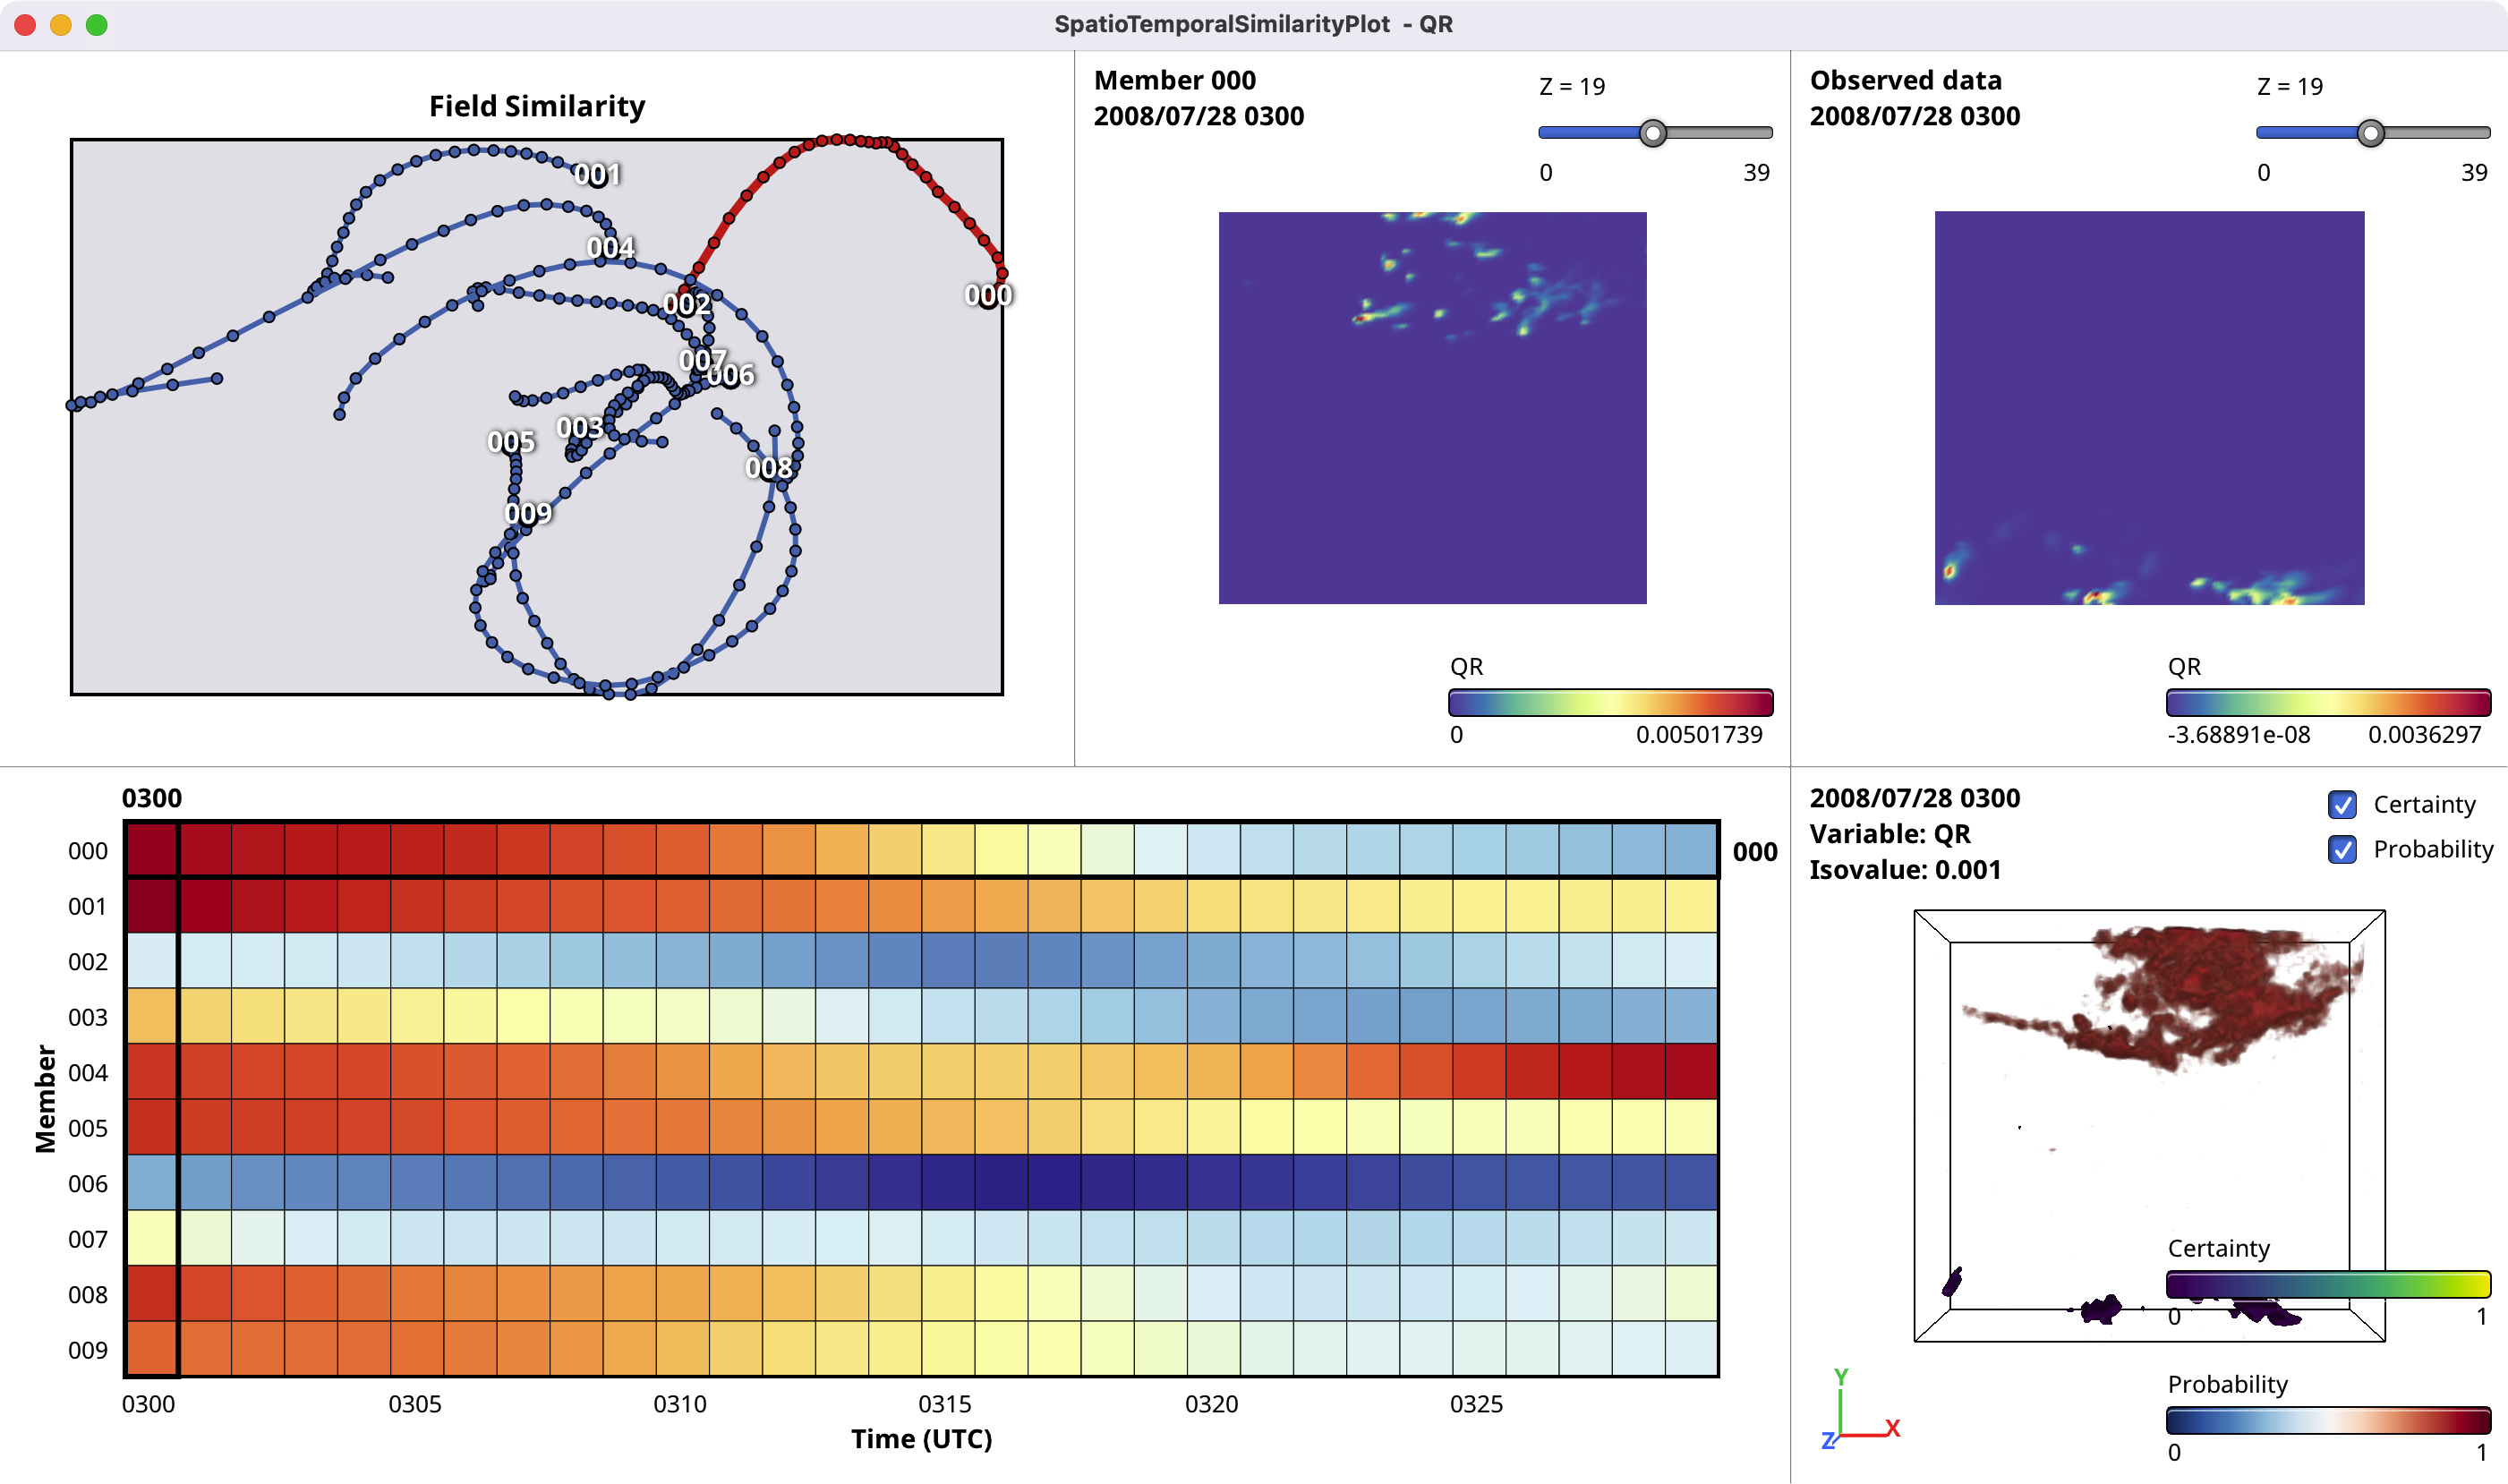 SpatioTemporalSimilarityPlot - QR
Field Similarity
001
004
000
002
007
006
003
005
008
009
Member 000
2008/07/28 0300
Z = 19
0 39
QR
0 0.00501739
Observed data
2008/07/28 0300
Z = 19
0 39
QR
-3.68891e-08 0.0036297
0300
000 000
001
002
003
004
005
006
007
008
009
Member
0300 0305 0310 0315 0320 0325
Time (UTC)
2008/07/28 0300
Variable: QR
Isovalue: 0.001
Certainty
Probability
Certainty
0 1
Probability
0 1
Y
X
Z